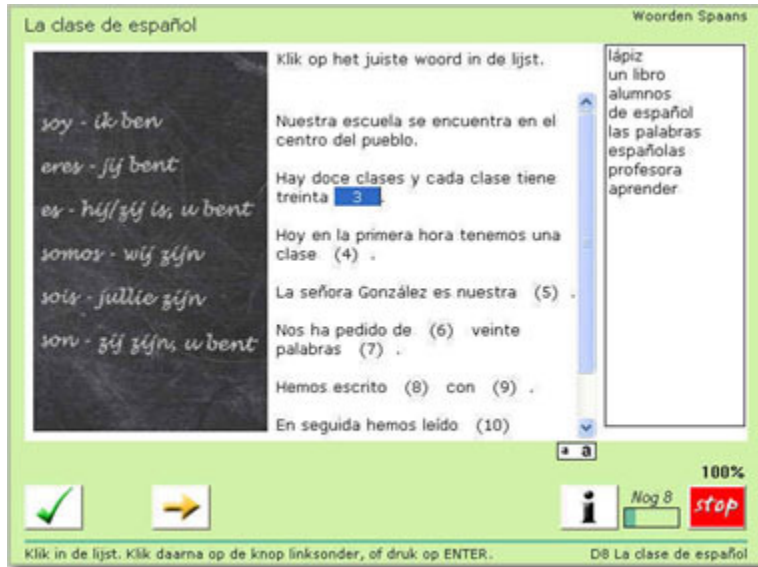 La clase de español
Woorden Spaans
soy - ik ben
eres - jij bent
es - hij/zij is, u bent
somos - wij zijn
sois - jullie zijn
son - zij zijn, u bent
Klik op het juiste woord in de lijst.
Nuestra escuela se encuentra en el
centro del pueblo.
Hay doce clases y cada clase tiene
treinta 3 .
Hoy en la primera hora tenemos una
clase (4) .
La señora González es nuestra (5) .
Nos ha pedido de (6) veinte
palabras (7) .
Hemos escrito (8) con (9) .
En seguida hemos leído (10)
lápiz
un libro
alumnos
de español
las palabras
españolas
profesora
aprender
a a
100%
i
Nog 8
stop
Klik in de lijst. Klik daarna op de knop linksonder, of druk op ENTER.
D8 La clase de español